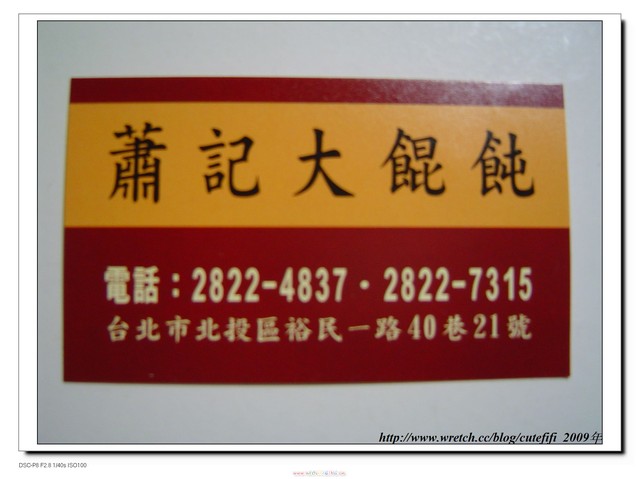 蕭記大餛飩
電話：2822-4837・2822-7315
台北市北投區裕民一路40巷21號
http://www.wretch.cc/blog/cutefifi 2009年
DSC-P8 F2.8 1/40s ISO100